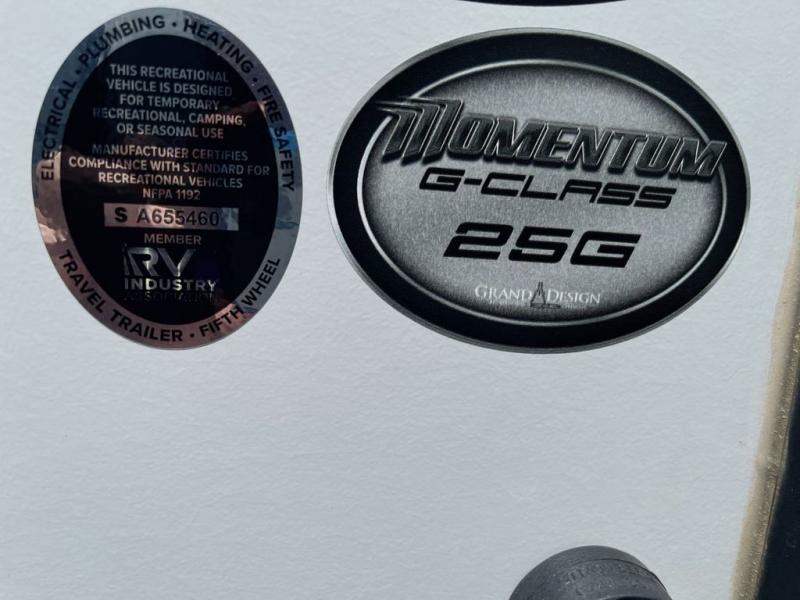 ELECTRICAL • PLUMBING • HEATING • FIRE SAFETY
THIS RECREATIONAL
VEHICLE IS DESIGNED
FOR TEMPORARY
RECREATIONAL, CAMPING,
OR SEASONAL USE
MANUFACTURER CERTIFIES
COMPLIANCE WITH STANDARD FOR
RECREATIONAL VEHICLES
NFPA 1192
S A655460
MEMBER
RV
INDUSTRY
ASSOCIATION
TRAVEL TRAILER • FIFTH WHEEL
MOMENTUM
G-CLASS
25G
GRAND DESIGN